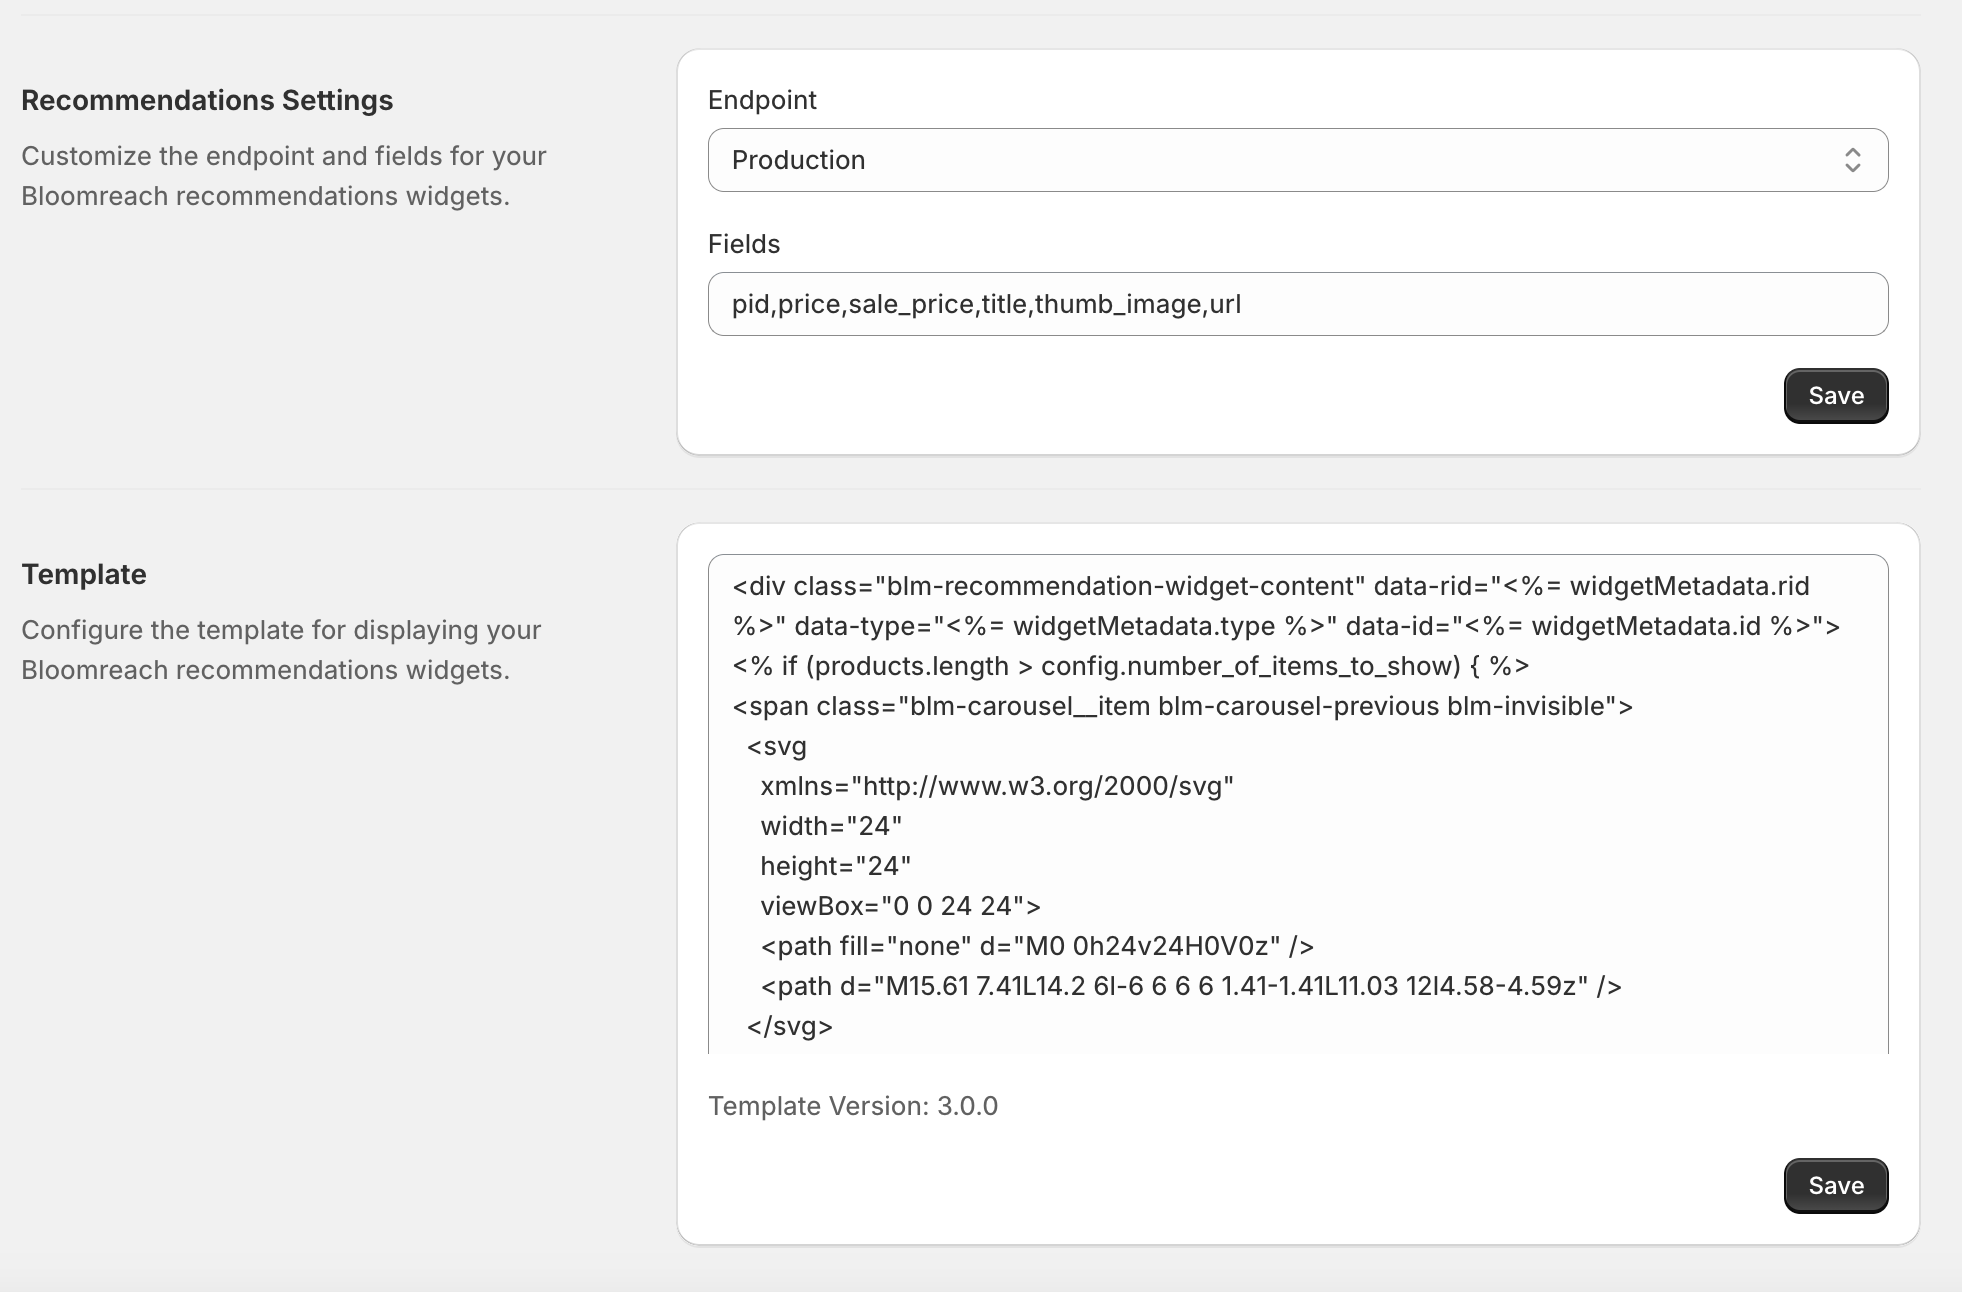 Recommendations Settings
Customize the endpoint and fields for your
Bloomreach recommendations widgets.
Endpoint
Production
Fields
pid,price,sale_price,title,thumb_image,url
Save
Template
Configure the template for displaying your
Bloomreach recommendations widgets.
<div class="blm-recommendation-widget-content" data-rid="<%= widgetMetadata.rid
%>" data-type="<%= widgetMetadata.type %>" data-id="<%= widgetMetadata.id %>">
<% if (products.length > config.number_of_items_to_show) { %>
<span class="blm-carousel__item blm-carousel-previous blm-invisible">
  <svg
    xmlns="http://www.w3.org/2000/svg"
    width="24"
    height="24"
    viewBox="0 0 24 24">
    <path fill="none" d="M0 0h24v24H0V0z" />
    <path d="M15.61 7.41L14.2 6l-6 6 6 6 1.41-1.41L11.03 12l4.58-4.59z" />
  </svg>
Template Version: 3.0.0
Save